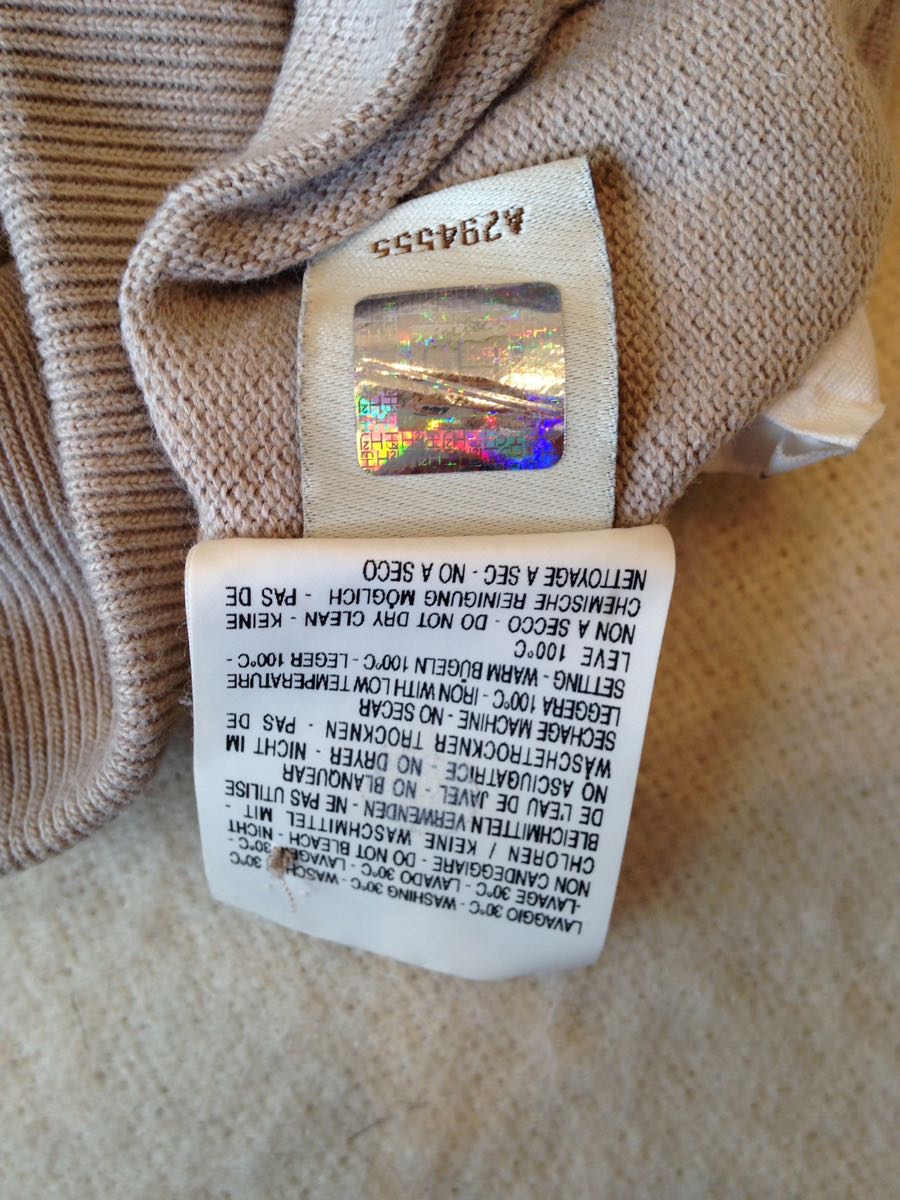 A294555
LAVAGGIO 30°C - WASHING 30°C - WASCH 30°C
-LAVAGE 30°C - LAVADO 30°C - 30°C -
NON CANDEGGIARE - DO NOT BLEACH - NICHT
CHLOREN / KEINE WASCHMITTEL MIT -
BLEICHMITTELN VERWENDEN - NE PAS UTILISE
DE L'EAU DE JAVEL - NO BLANQUEAR
NO ASCIUGATRICE - NO DRYER - NICHT IM
WÄSCHETROCKNER TROCKNEN - PAS DE
SECHAGE MACHINE - NO SECAR
LEGGERA 100°C - IRON WITH LOW TEMPERATURE
SETTING - WARM BÜGELN 100°C - LEGER 100°C -
LEVE 100°C
NON A SECCO - DO NOT DRY CLEAN - KEINE
CHEMISCHE REINIGUNG MÖGLICH - PAS DE
NETTOYAGE A SEC - NO A SECO